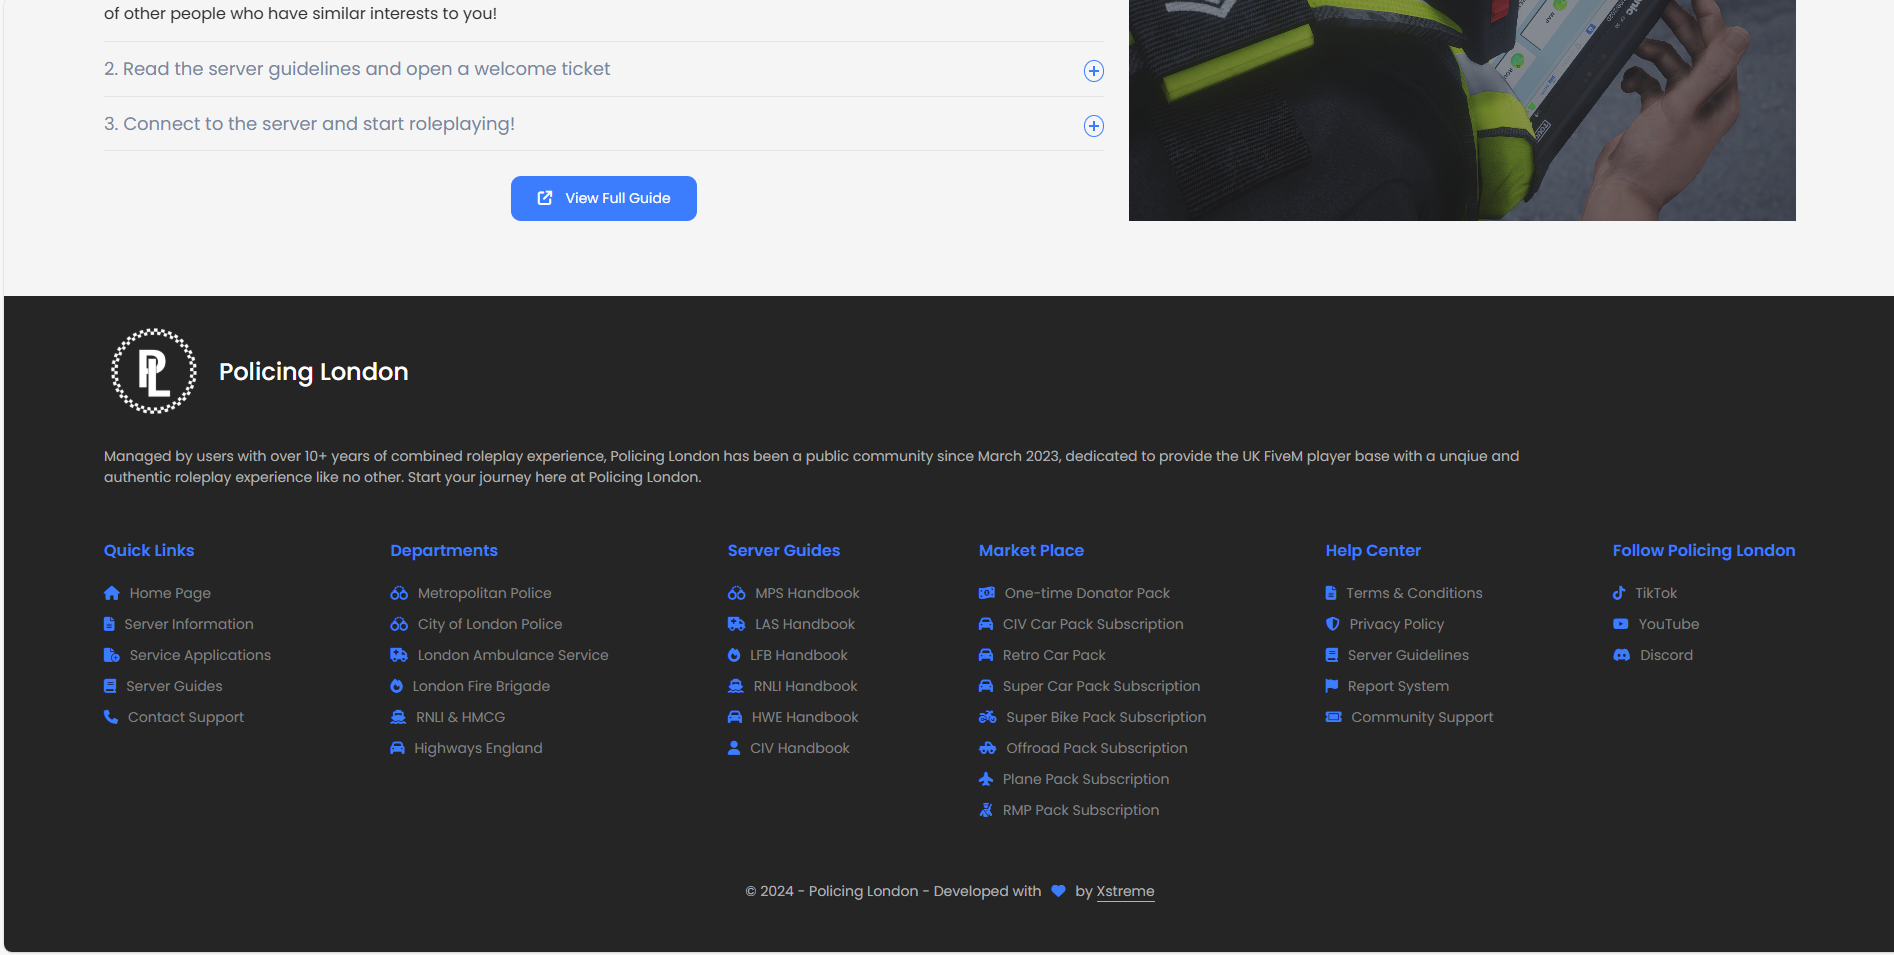 of other people who have similar interests to you!
2. Read the server guidelines and open a welcome ticket
3. Connect to the server and start roleplaying!
View Full Guide
PL
Policing London
Managed by users with over 10+ years of combined roleplay experience, Policing London has been a public community since March 2023, dedicated to provide the UK FiveM player base with a unqiue and
authentic roleplay experience like no other. Start your journey here at Policing London.
Quick Links
Home Page
Server Information
Service Applications
Server Guides
Contact Support
Departments
Metropolitan Police
City of London Police
London Ambulance Service
London Fire Brigade
RNLI & HMCG
Highways England
Server Guides
MPS Handbook
LAS Handbook
LFB Handbook
RNLI Handbook
HWE Handbook
CIV Handbook
Market Place
One-time Donator Pack
CIV Car Pack Subscription
Retro Car Pack
Super Car Pack Subscription
Super Bike Pack Subscription
Offroad Pack Subscription
Plane Pack Subscription
RMP Pack Subscription
Help Center
Terms & Conditions
Privacy Policy
Server Guidelines
Report System
Community Support
Follow Policing London
TikTok
YouTube
Discord
© 2024 - Policing London - Developed with by Xstreme